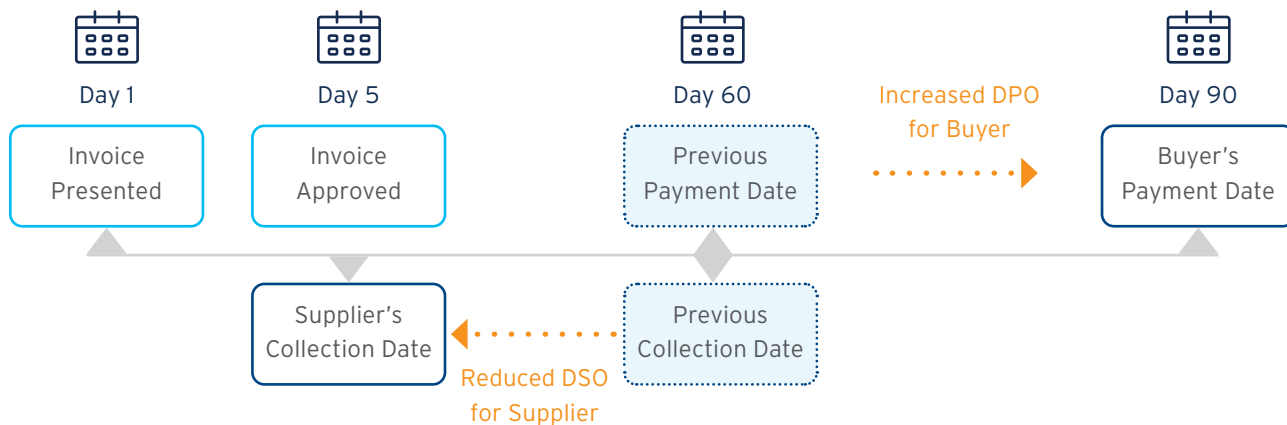 Day 1
Day 5
Day 60
Increased DPO
for Buyer
Day 90
Invoice
Presented
Invoice
Approved
Previous
Payment Date
Buyer's
Payment Date
Supplier's
Collection Date
Previous
Collection Date
Reduced DSO
for Supplier